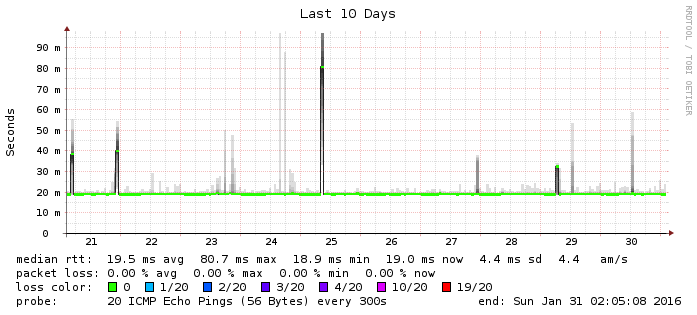 Last 10 Days
RRDTOOL / TOBI OETIKER
Seconds
90 m
80 m
70 m
60 m
50 m
40 m
30 m
20 m
10 m
0
21 22 23 24 25 26 27 28 29 30
median rtt: 19.5 ms avg 80.7 ms max 18.9 ms min 19.0 ms now 4.4 ms sd 4.4 am/s
packet loss: 0.00 % avg 0.00 % max 0.00 % min 0.00 % now
loss color: 0 1/20 2/20 3/20 4/20 10/20 19/20
probe: 20 ICMP Echo Pings (56 Bytes) every 300s end: Sun Jan 31 02:05:08 2016